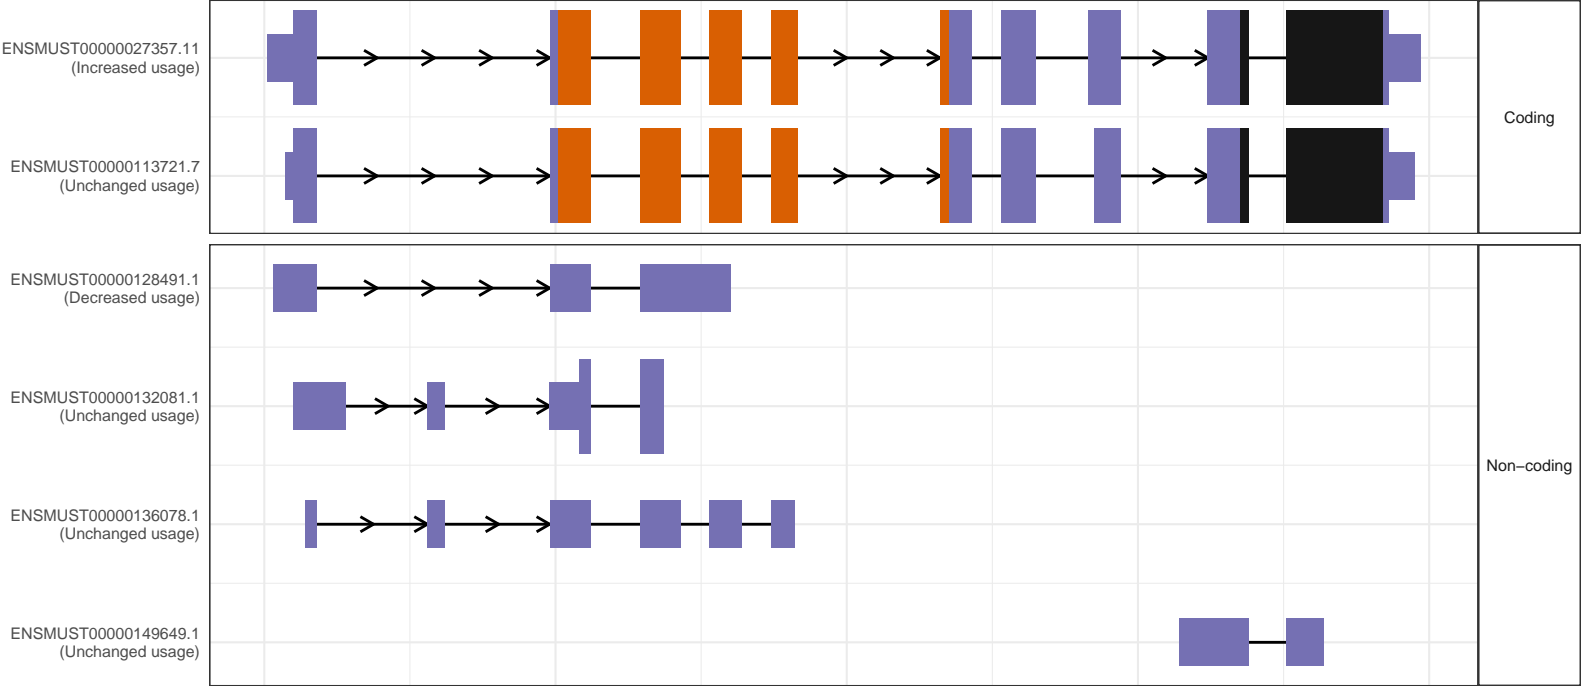 ENSMUST00000027357.11
(Increased usage)
ENSMUST00000113721.7
(Unchanged usage)
Coding
ENSMUST00000128491.1
(Decreased usage)
ENSMUST00000132081.1
(Unchanged usage)
Non−coding
ENSMUST00000136078.1
(Unchanged usage)
ENSMUST00000149649.1
(Unchanged usage)